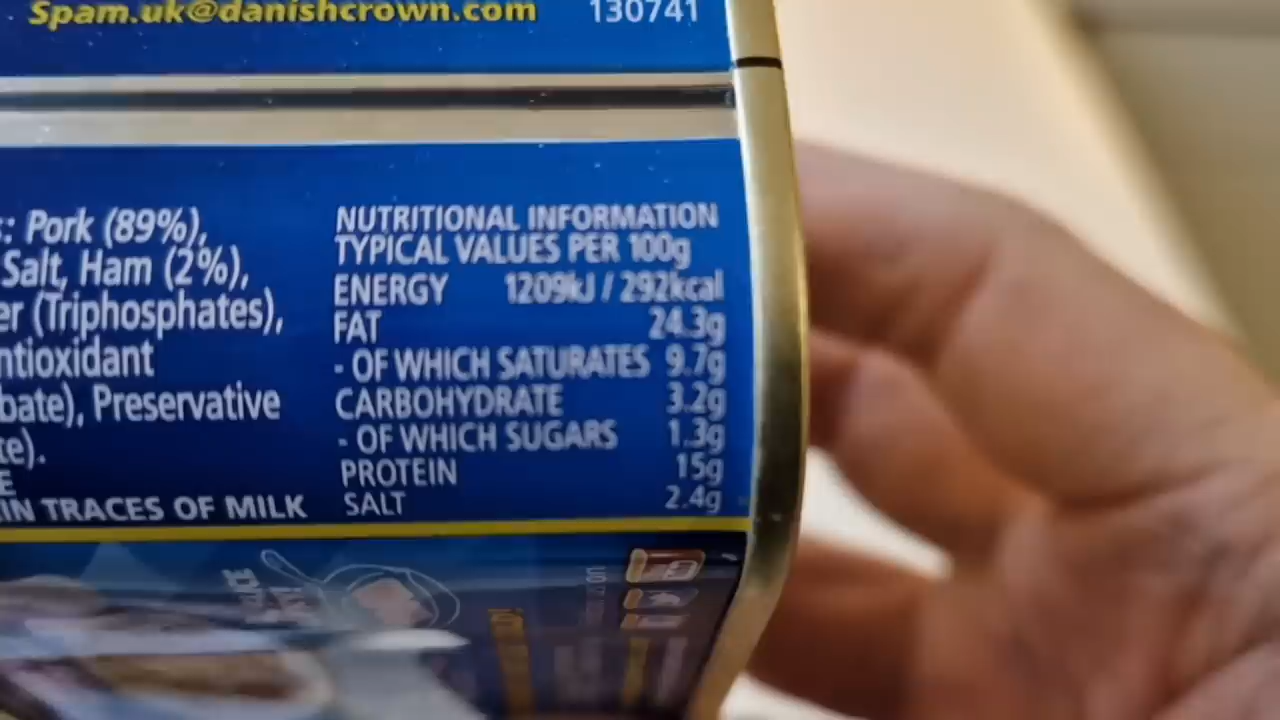 Spam.uk@danishcrown.com 130741
: Pork (89%),
Salt, Ham (2%),
er (Triphosphates),
ntioxidant
bate), Preservative
te).
E
IN TRACES OF MILK
NUTRITIONAL INFORMATION
TYPICAL VALUES PER 100g
ENERGY 1209kJ / 292kcal
FAT 24.3g
- OF WHICH SATURATES 9.7g
CARBOHYDRATE 3.2g
- OF WHICH SUGARS 1.3g
PROTEIN 15g
SALT 2.4g